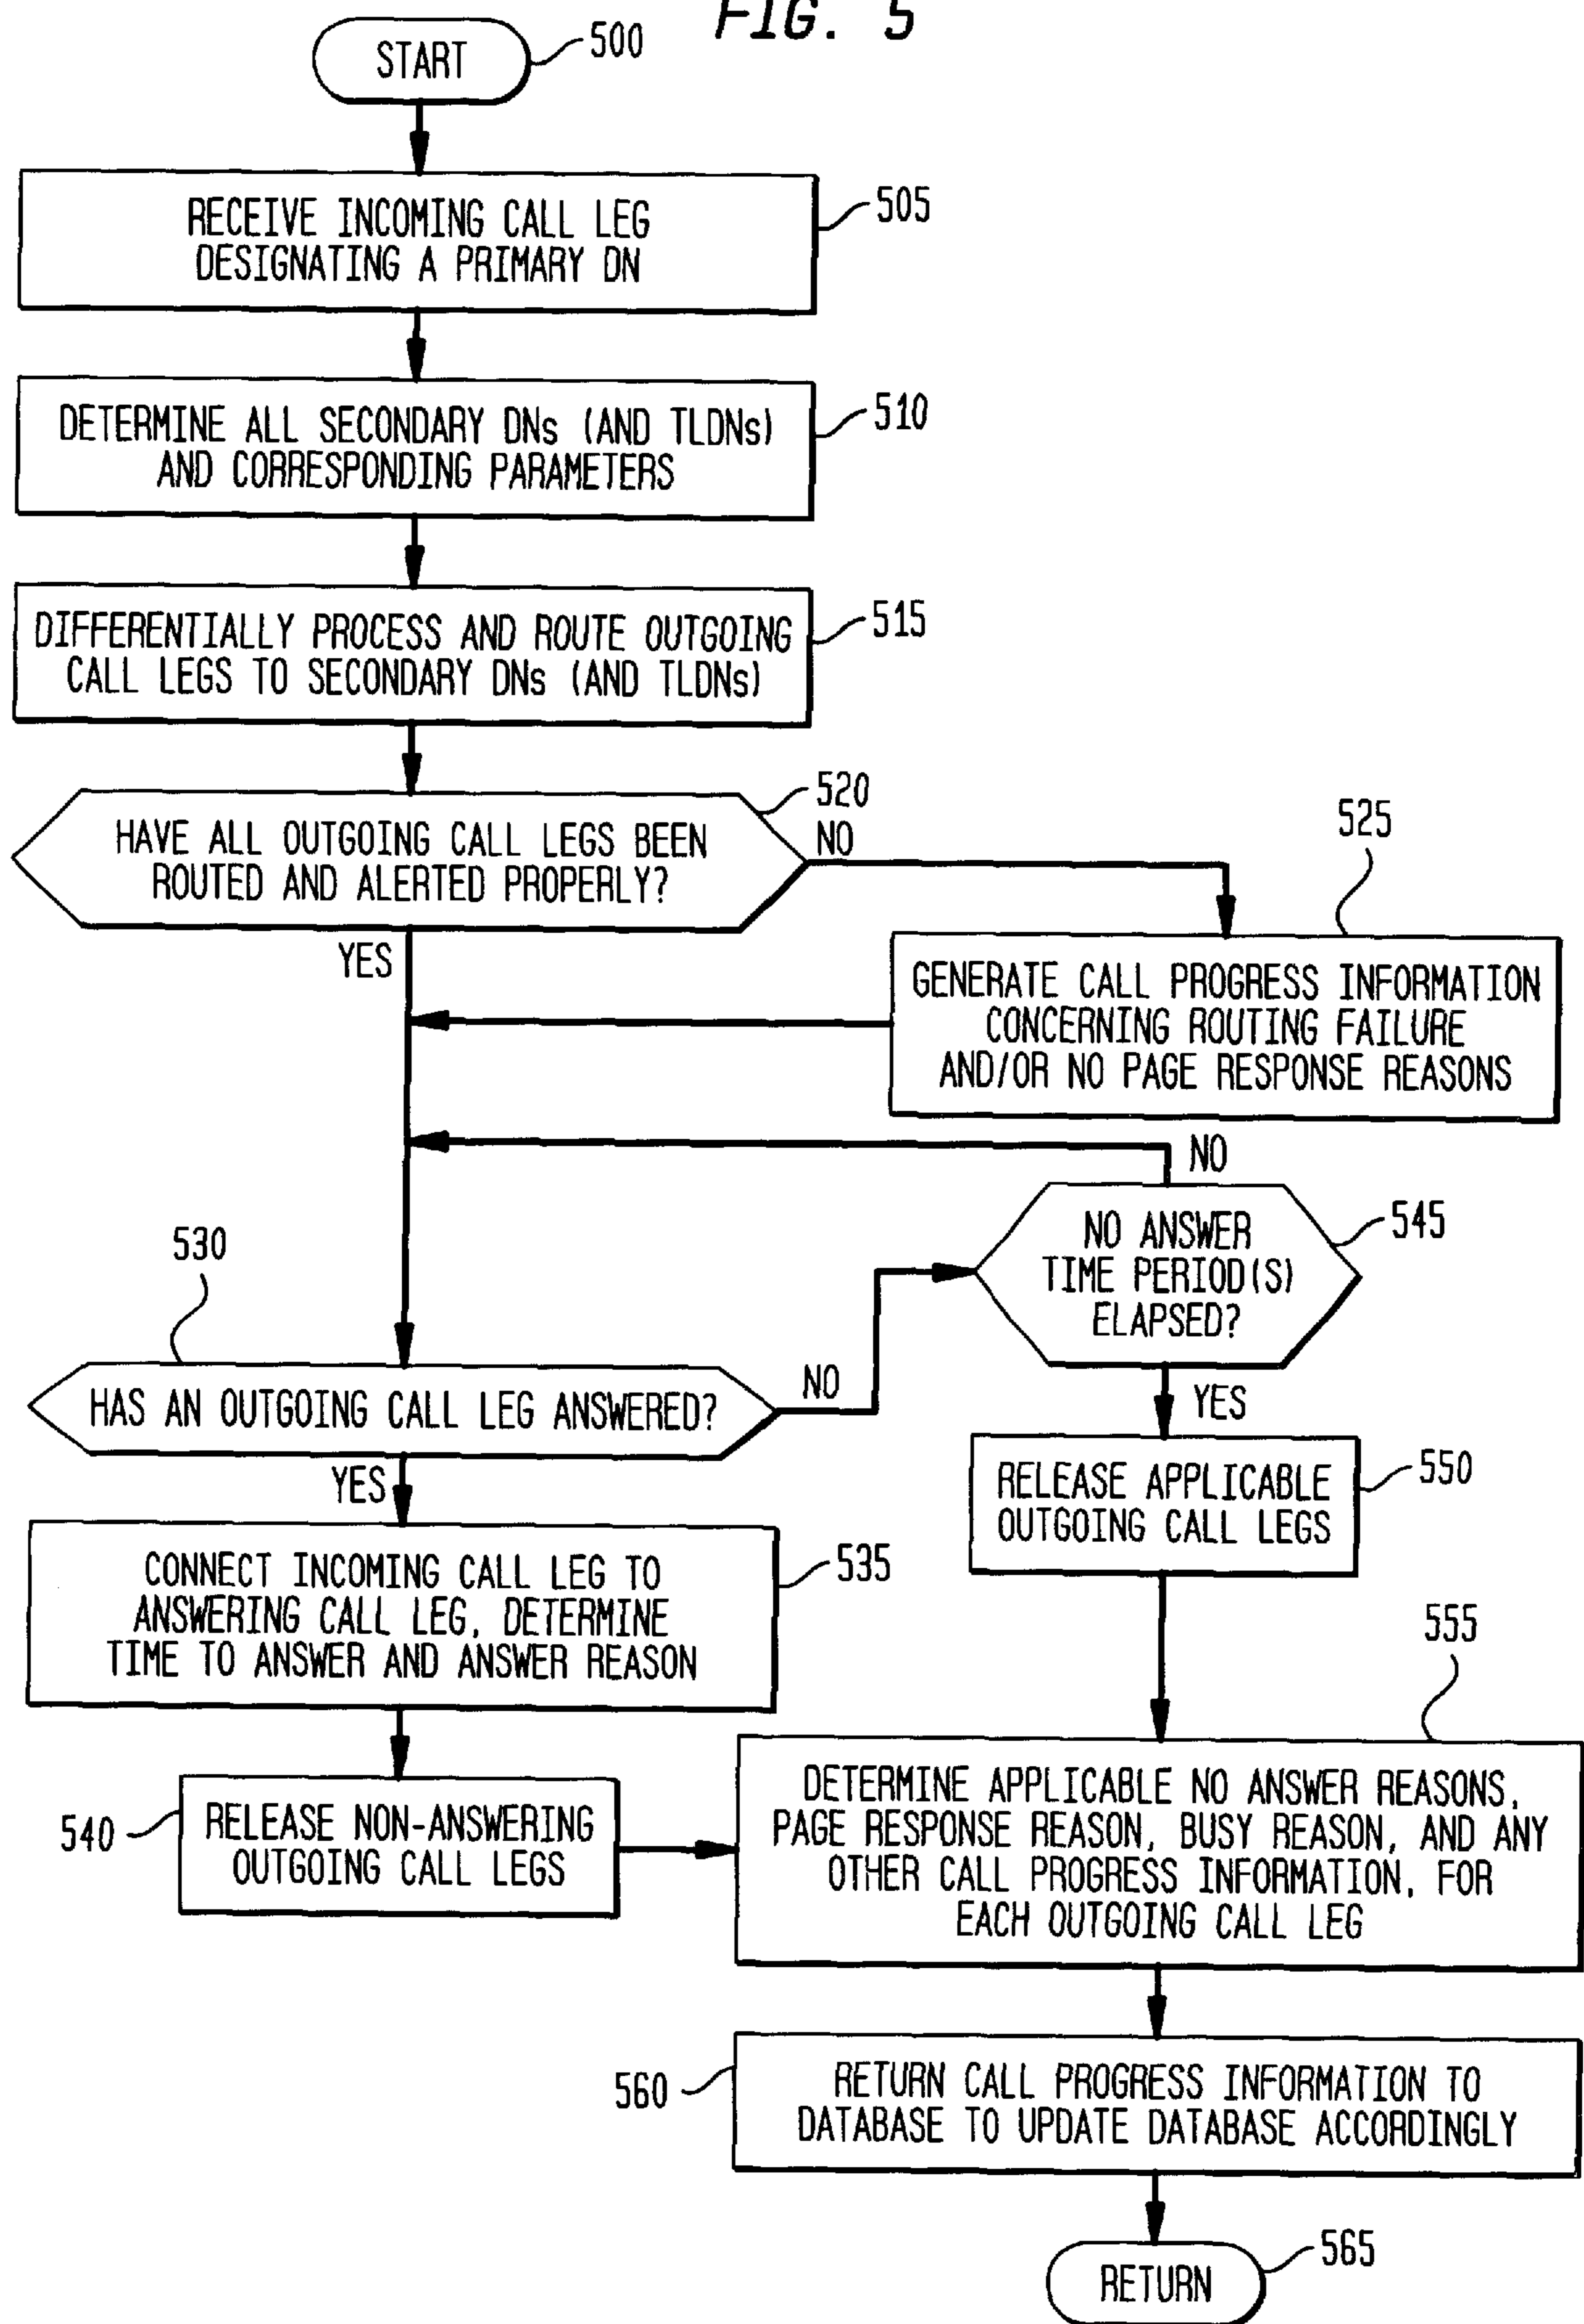 FIG. 5
START
500
RECEIVE INCOMING CALL LEG
DESIGNATING A PRIMARY DN
505
DETERMINE ALL SECONDARY DNs (AND TLDNs)
AND CORRESPONDING PARAMETERS
510
DIFFERENTIALLY PROCESS AND ROUTE OUTGOING
CALL LEGS TO SECONDARY DNs (AND TLDNs)
515
HAVE ALL OUTGOING CALL LEGS BEEN
ROUTED AND ALERTED PROPERLY?
520
NO
YES
525
GENERATE CALL PROGRESS INFORMATION
CONCERNING ROUTING FAILURE
AND/OR NO PAGE RESPONSE REASONS
NO
NO ANSWER
TIME PERIOD(S)
ELAPSED?
545
530
HAS AN OUTGOING CALL LEG ANSWERED?
NO
YES
YES
RELEASE APPLICABLE
OUTGOING CALL LEGS
550
CONNECT INCOMING CALL LEG TO
ANSWERING CALL LEG, DETERMINE
TIME TO ANSWER AND ANSWER REASON
535
540
RELEASE NON-ANSWERING
OUTGOING CALL LEGS
555
DETERMINE APPLICABLE NO ANSWER REASONS,
PAGE RESPONSE REASON, BUSY REASON, AND ANY
OTHER CALL PROGRESS INFORMATION, FOR
EACH OUTGOING CALL LEG
560
RETURN CALL PROGRESS INFORMATION TO
DATABASE TO UPDATE DATABASE ACCORDINGLY
RETURN
565